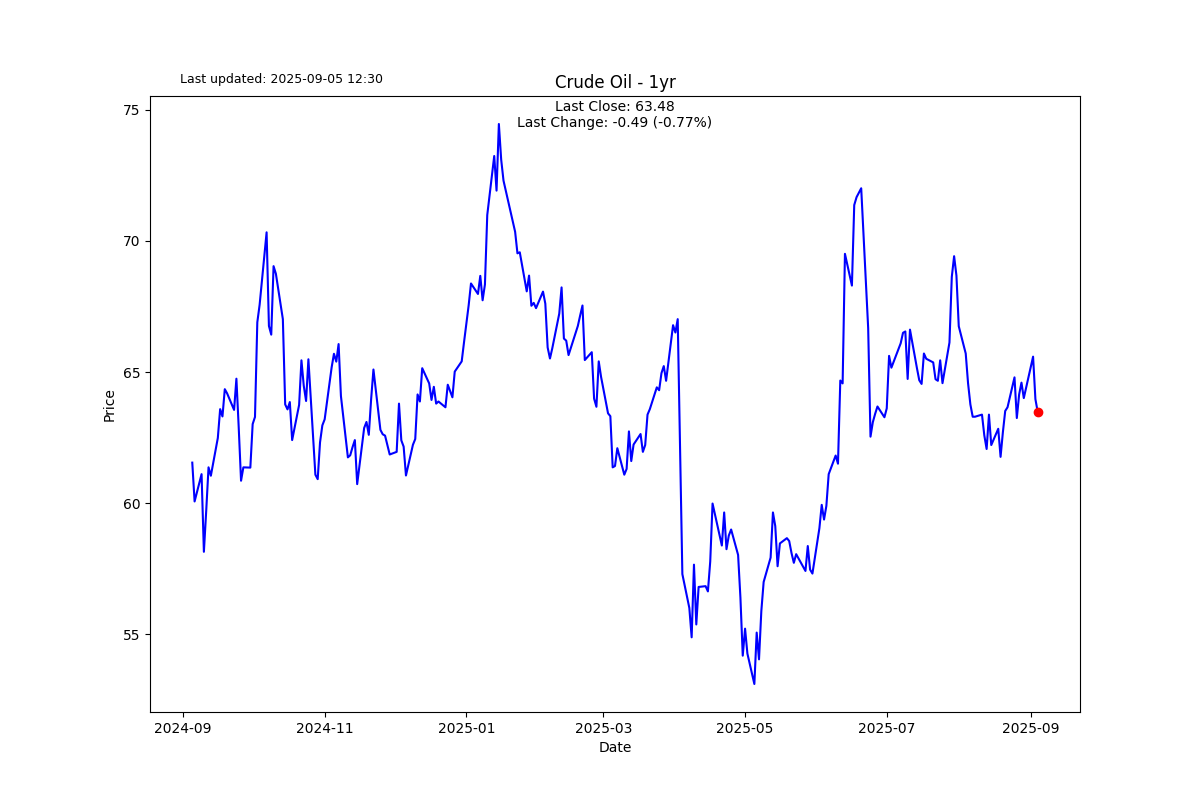 Last updated: 2025-09-05 12:30
Crude Oil - 1yr
Last Close: 63.48
Last Change: -0.49 (-0.77%)
75
70
65
60
55
Price
2024-09
2024-11
2025-01
2025-03
2025-05
2025-07
2025-09
Date